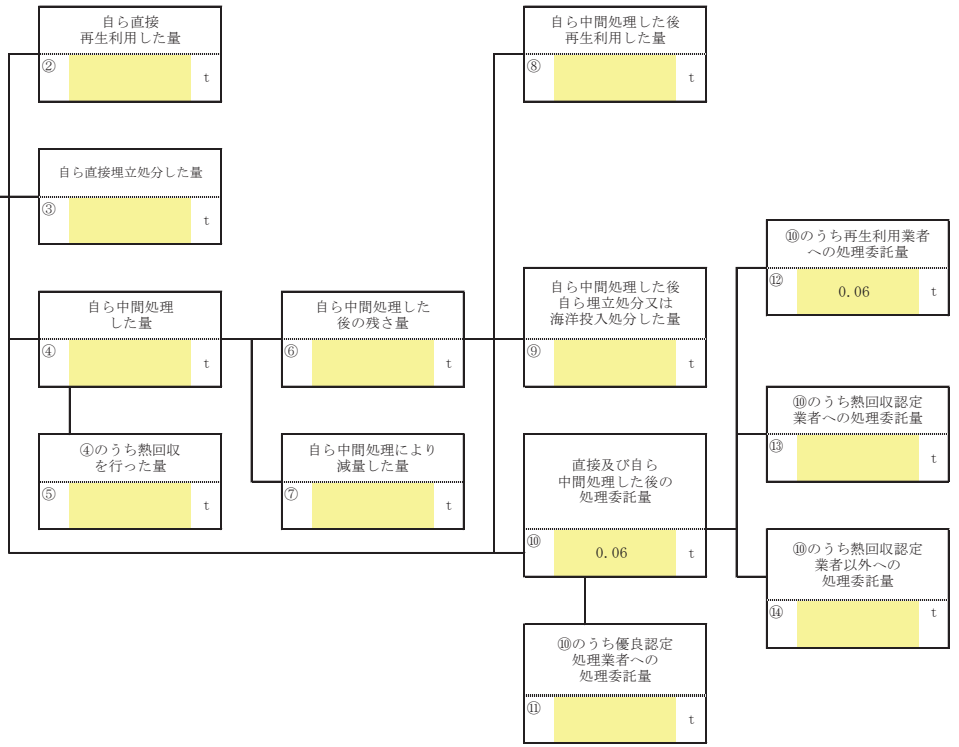 自ら直接
再生利用した量
②
t
自ら中間処理した後
再生利用した量
⑧
t
自ら直接埋立処分した量
③
t
⑩のうち再生利用業者
への処理委託量
⑫
0.06
t
自ら中間処理
した量
④
t
自ら中間処理した
後の残さ量
⑥
t
自ら中間処理した後
自ら埋立処分又は
海洋投入処分した量
⑨
t
⑩のうち熱回収認定
業者への処理委託量
⑬
t
④のうち熱回収
を行った量
⑤
t
自ら中間処理により
減量した量
⑦
t
直接及び自ら
中間処理した後の
処理委託量
⑩
0.06
t
⑩のうち熱回収認定
業者以外への
処理委託量
⑭
t
⑩のうち優良認定
処理業者への
処理委託量
⑪
t